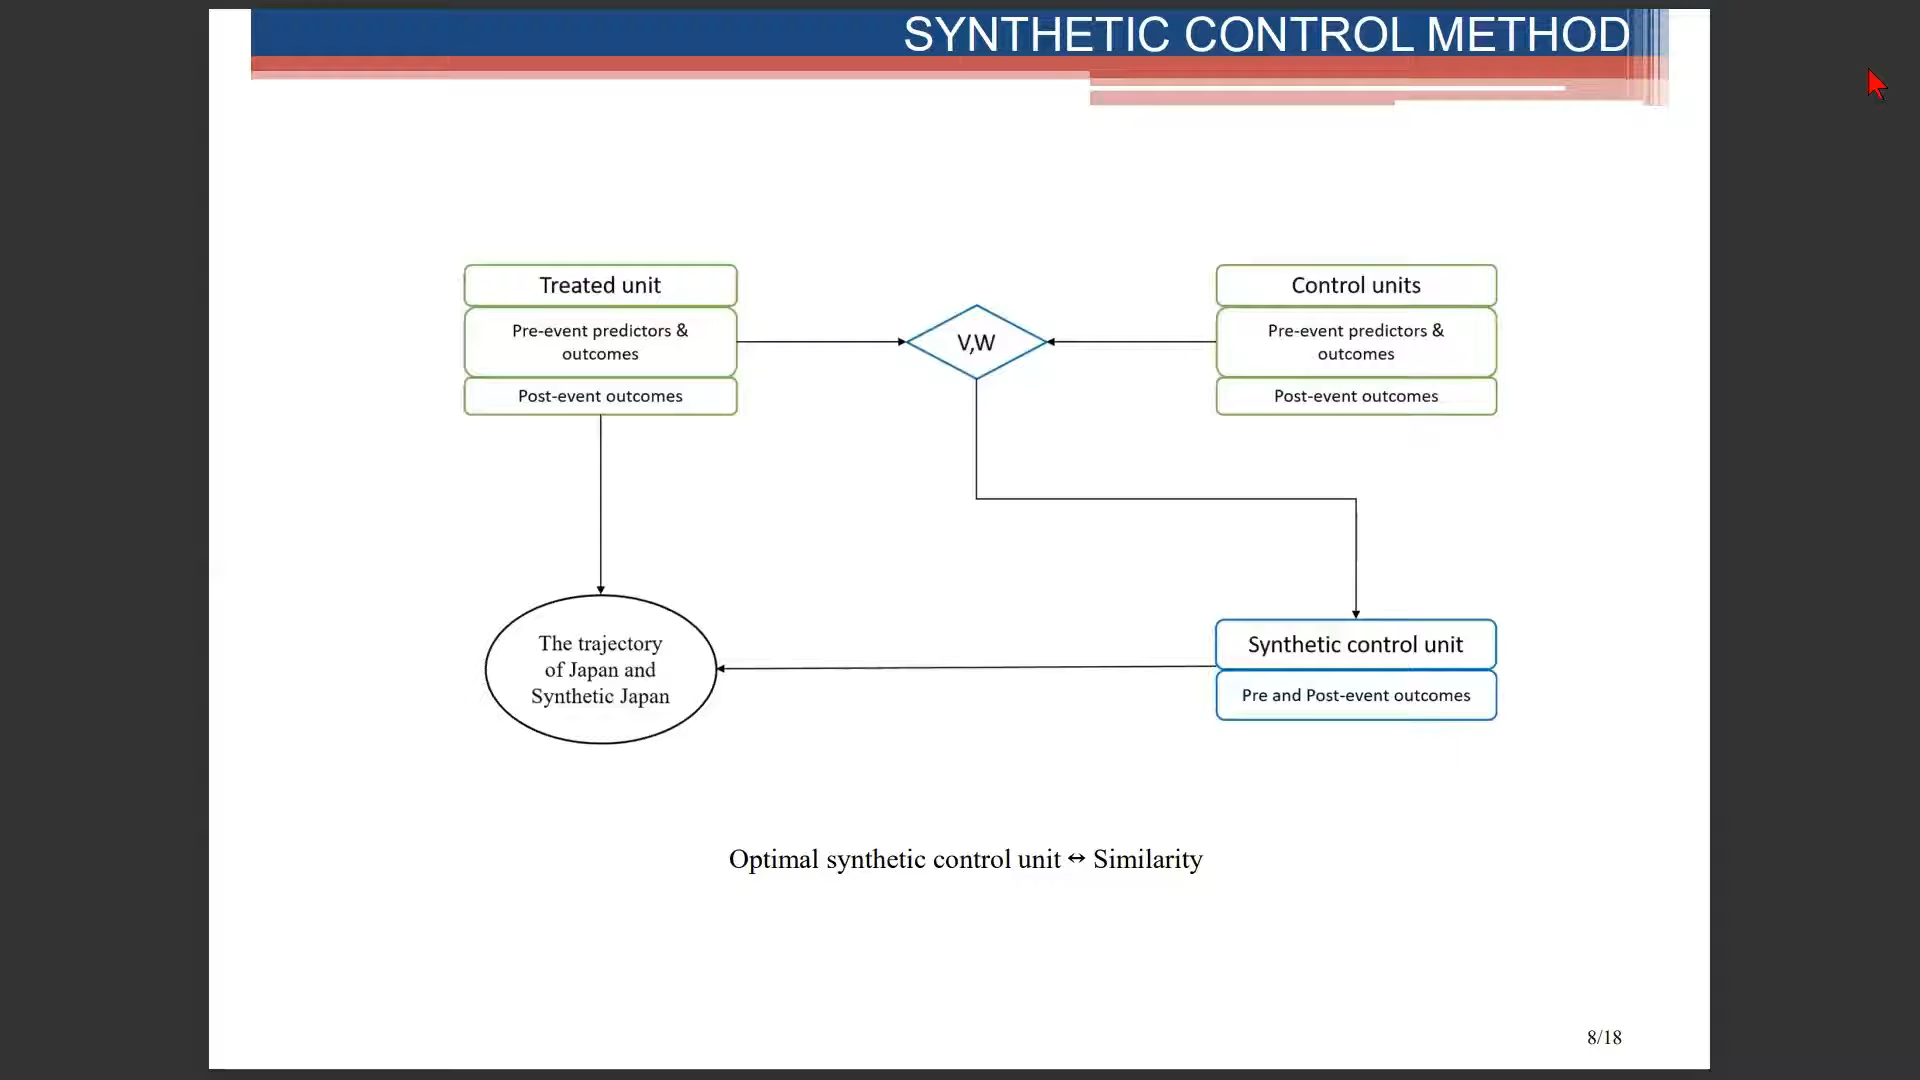 SYNTHETIC CONTROL METHOD
Treated unit
Pre-event predictors &
outcomes
Post-event outcomes
V,W
Control units
Pre-event predictors &
outcomes
Post-event outcomes
The trajectory
of Japan and
Synthetic Japan
Synthetic control unit
Pre and Post-event outcomes
Optimal synthetic control unit ↔ Similarity
8/18